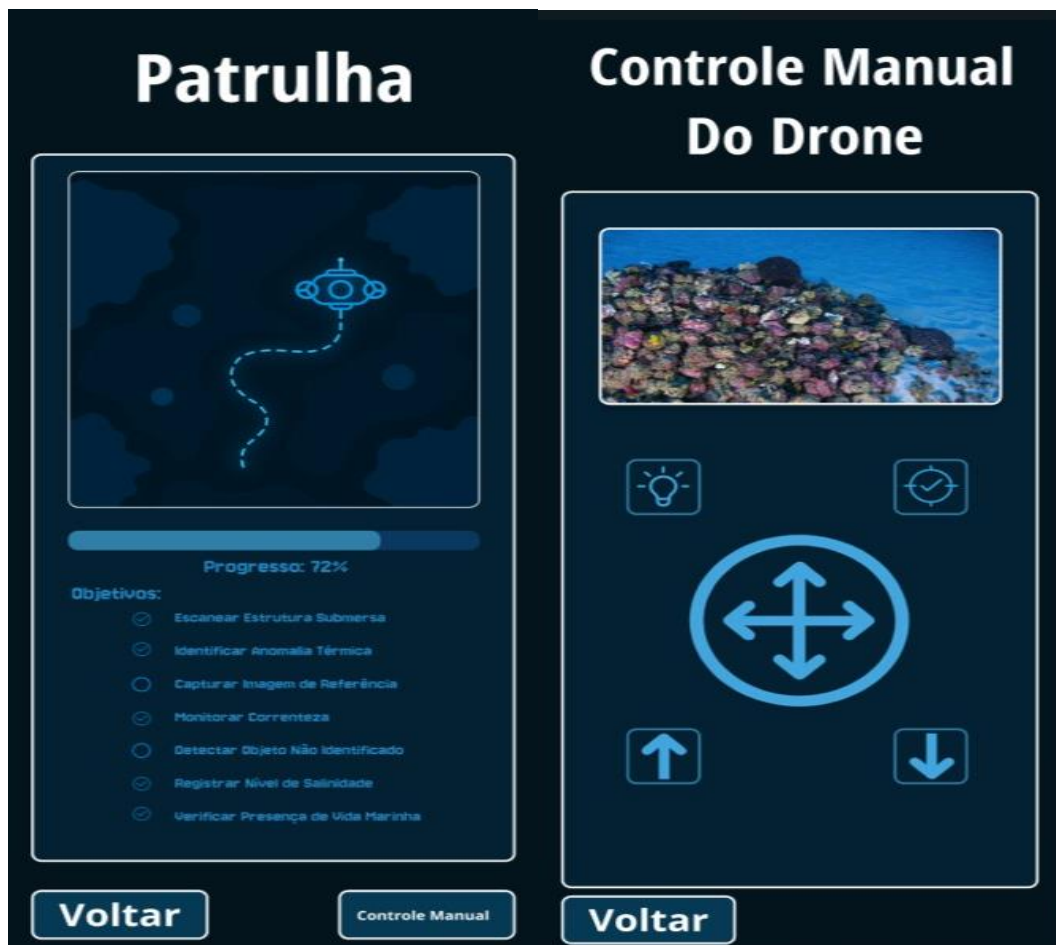 Patrulha
Progresso: 72%
Objetivos:
Escanear Estrutura Submersa
Identificar Anomalia Térmica
Capturar Imagem de Referência
Monitorar Correnteza
Detectar Objeto Não Identificado
Registrar Nível de Salinidade
Verificar Presença de Vida Marinha
Voltar
Controle Manual
Controle Manual
Do Drone
Voltar